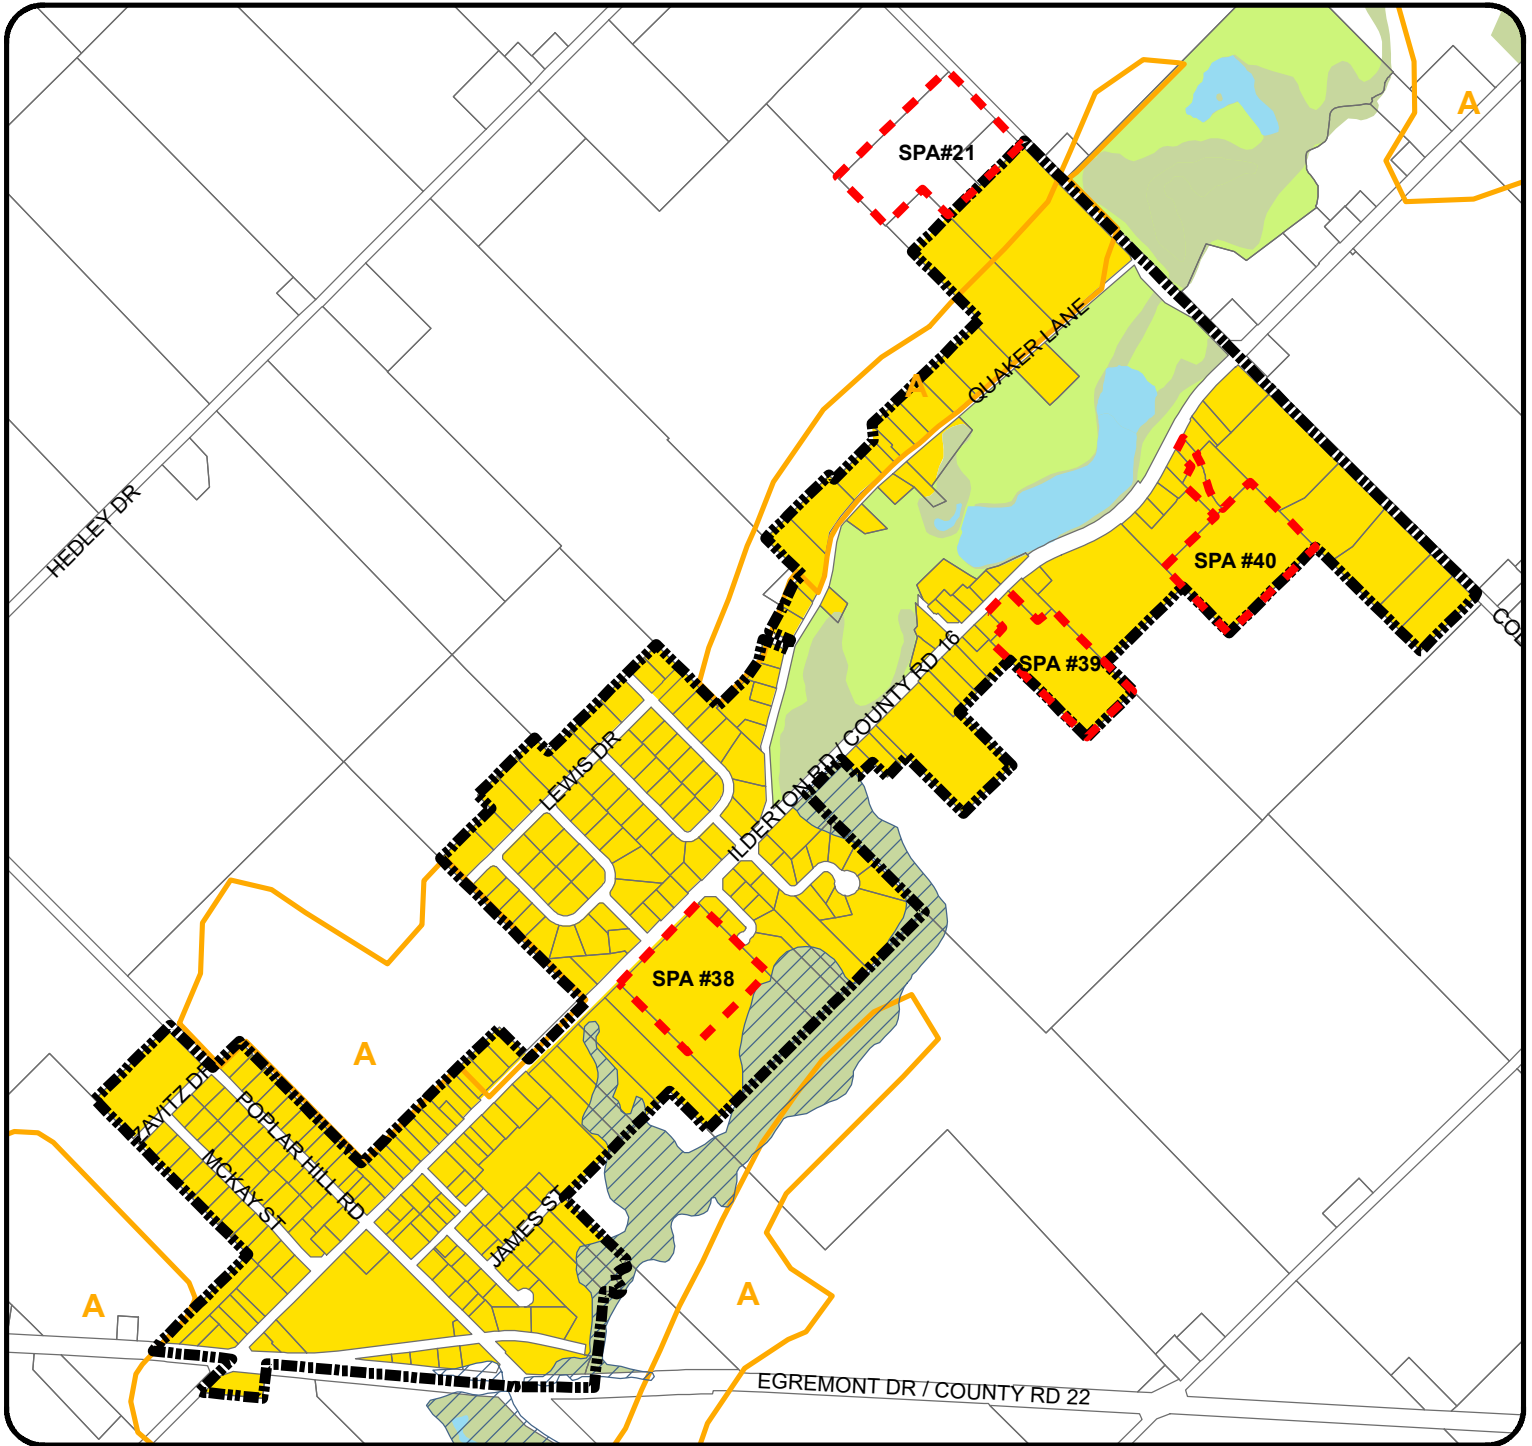 A
SPA#21
QUAKER LANE
A
HEDLEY DR
SPA #40
COL
SPA #39
ILDERTON RD / COUNTY RD 16
LEWIS DR
SPA #38
A
ZAVITZ DR
POPLAR HILL RD
MCKAY ST
JAMES ST
A
A
EGREMONT DR / COUNTY RD 22